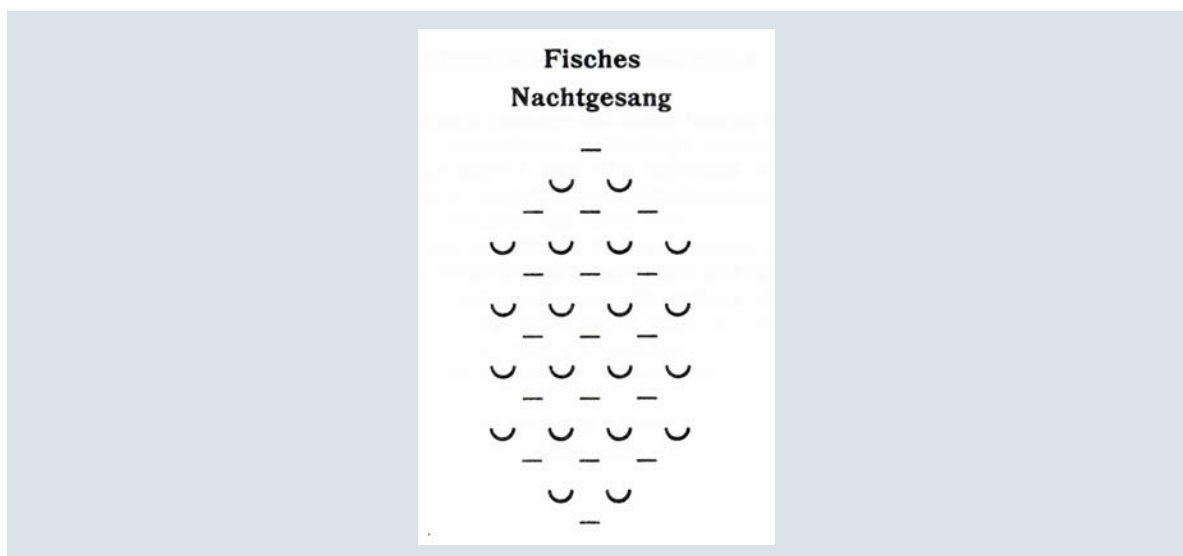 Fisches
Nachtgesang
—
◡ ◡
— — —
◡ ◡ ◡ ◡
— — —
◡ ◡ ◡ ◡
— — —
◡ ◡ ◡ ◡
— — —
◡ ◡ ◡ ◡
— — —
◡ ◡
—